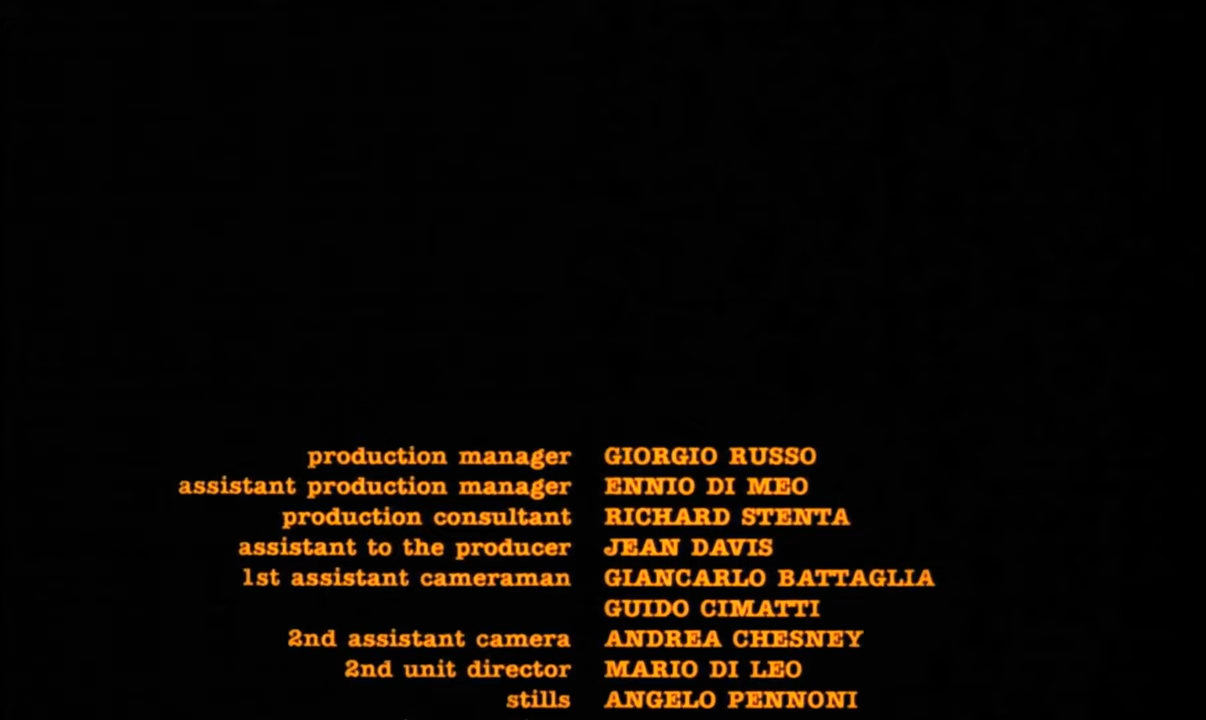 production manager GIORGIO RUSSO
assistant production manager ENNIO DI MEO
production consultant RICHARD STENTA
assistant to the producer JEAN DAVIS
1st assistant cameraman GIANCARLO BATTAGLIA
GUIDO CIMATTI
2nd assistant camera ANDREA CHESNEY
2nd unit director MARIO DI LEO
stills ANGELO PENNONI